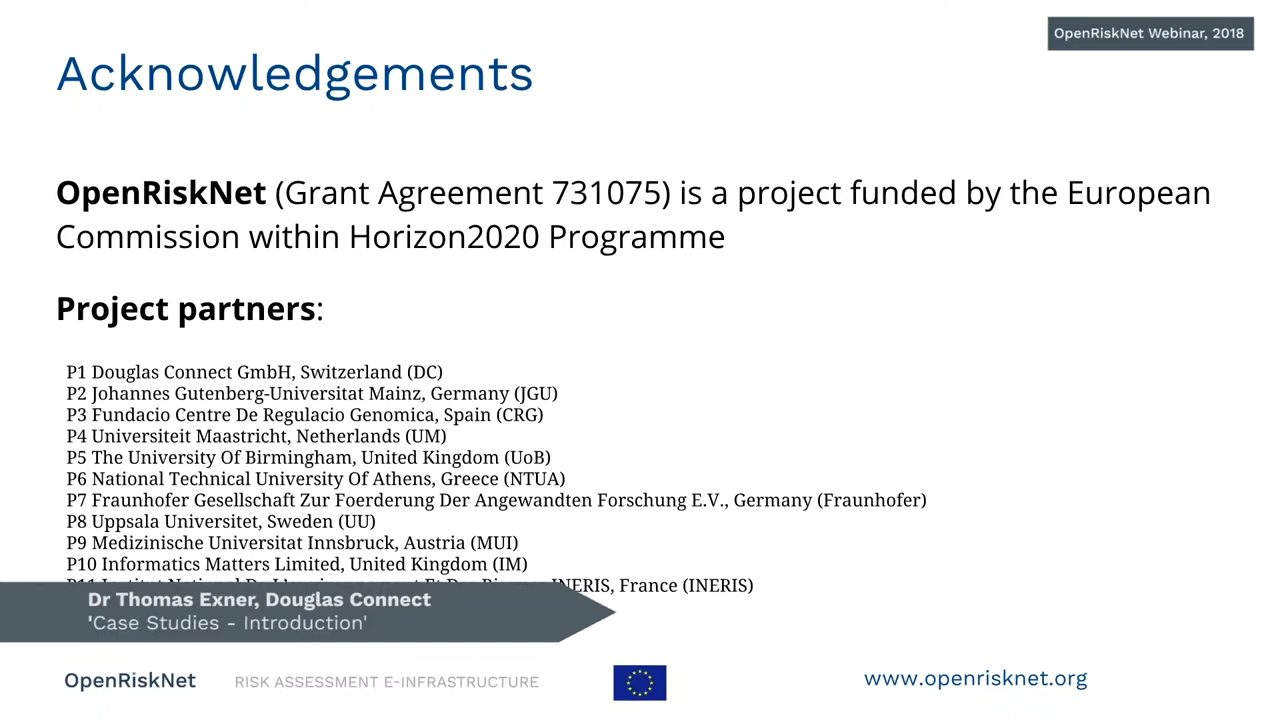 OpenRiskNet Webinar, 2018
Acknowledgements
OpenRiskNet (Grant Agreement 731075) is a project funded by the European
Commission within Horizon2020 Programme
Project partners:
P1 Douglas Connect GmbH, Switzerland (DC)
P2 Johannes Gutenberg-Universitat Mainz, Germany (JGU)
P3 Fundacio Centre De Regulacio Genomica, Spain (CRG)
P4 Universiteit Maastricht, Netherlands (UM)
P5 The University Of Birmingham, United Kingdom (UoB)
P6 National Technical University Of Athens, Greece (NTUA)
P7 Fraunhofer Gesellschaft Zur Foerderung Der Angewandten Forschung E.V., Germany (Fraunhofer)
P8 Uppsala Universitet, Sweden (UU)
P9 Medizinische Universitat Innsbruck, Austria (MUI)
P10 Informatics Matters Limited, United Kingdom (IM)
P11 Institut National De INERIS, France (INERIS)
Dr Thomas Exner, Douglas Connect
'Case Studies - Introduction'
OpenRiskNet
RISK ASSESSMENT E-INFRASTRUCTURE
www.openrisknet.org